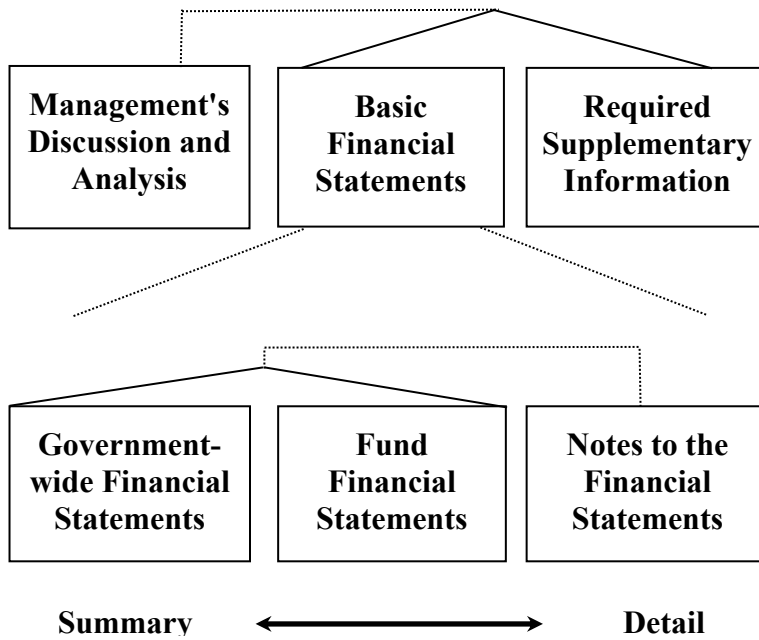 Management's
Discussion and
Analysis
Basic
Financial
Statements
Required
Supplementary
Information
Government-
wide Financial
Statements
Fund
Financial
Statements
Notes to the
Financial
Statements
Summary
Detail